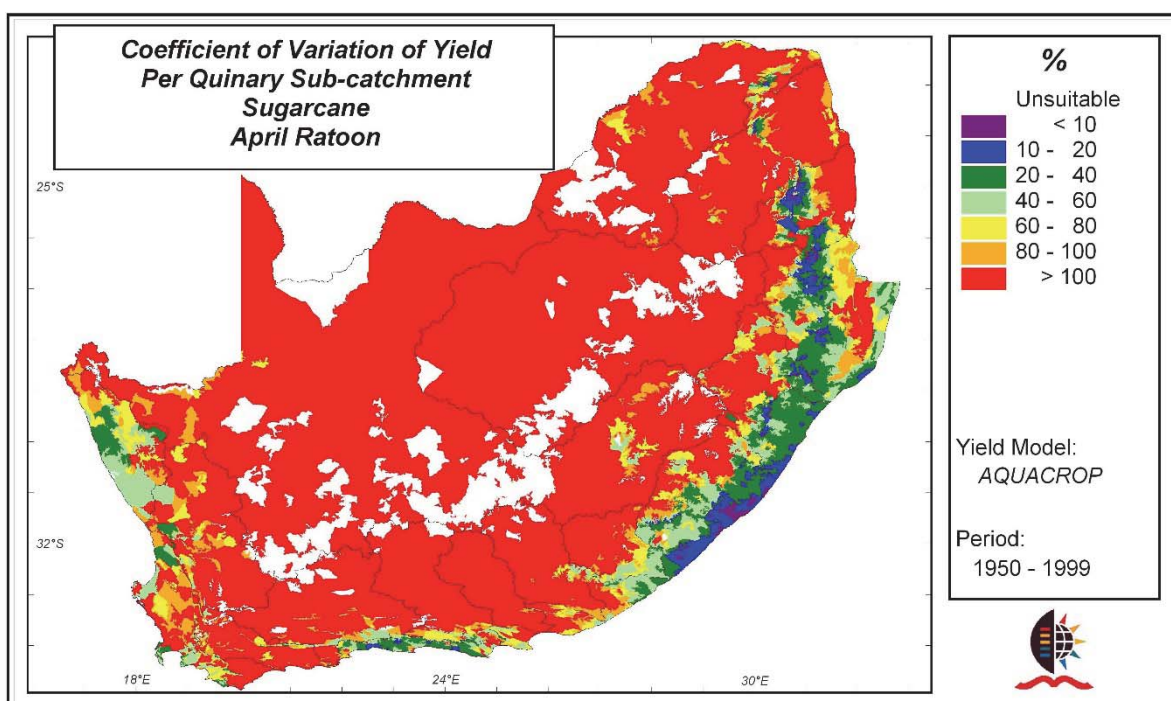 Coefficient of Variation of Yield
Per Quinary Sub-catchment
Sugarcane
April Ratoon
%
Unsuitable
< 10
10 - 20
20 - 40
40 - 60
60 - 80
80 - 100
> 100
Yield Model:
AQUACROP
Period:
1950 - 1999
25°S
32°S
18°E
24°E
30°E